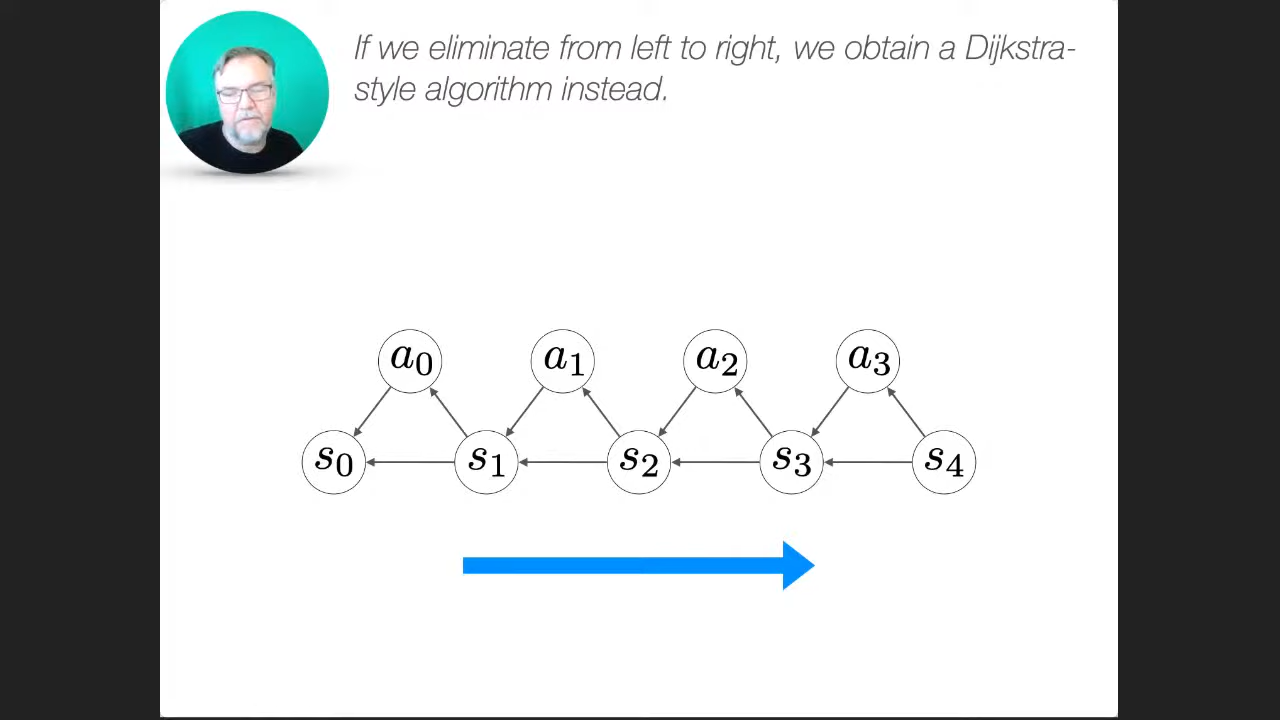 If we eliminate from left to right, we obtain a Dijkstra-
style algorithm instead.
a0 a1 a2 a3
s0 s1 s2 s3 s4